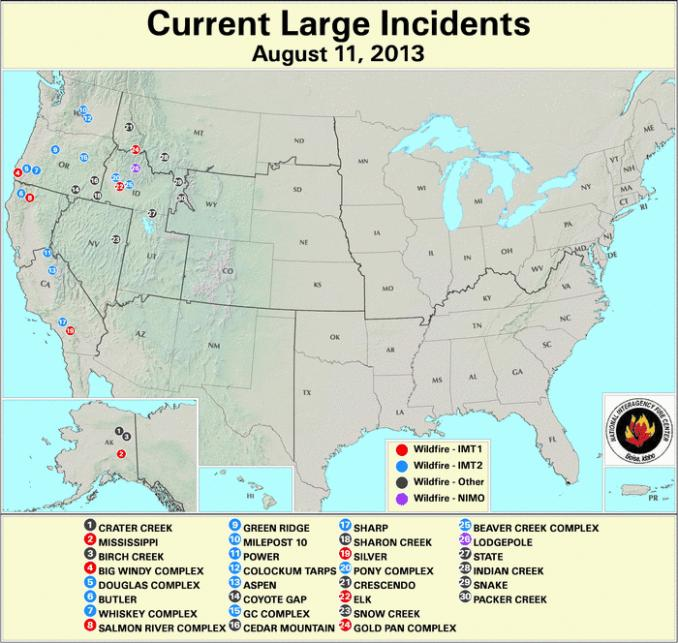 Current Large Incidents
August 11, 2013
WA
MT
ND
MN
ME
OR
ID
WY
SD
WI
MI
NY
VT
NH
MA
CT
RI
NV
UT
CO
NE
IA
IL
IN
OH
PA
NJ
MD
DE
CA
KS
MO
KY
WV
VA
AZ
NM
OK
AR
TN
NC
SC
TX
LA
MS
AL
GA
FL
AK
HI
PR
NATIONAL INTERAGENCY FIRE CENTER
Boise, Idaho
Wildfire - IMT1
Wildfire - IMT2
Wildfire - Other
Wildfire - NIMO
1 CRATER CREEK
2 MISSISSIPPI
3 BIRCH CREEK
4 BIG WINDY COMPLEX
5 DOUGLAS COMPLEX
6 BUTLER
7 WHISKEY COMPLEX
8 SALMON RIVER COMPLEX
9 GREEN RIDGE
10 MILEPOST 10
11 POWER
12 COLOCKUM TARPS
13 ASPEN
14 COYOTE GAP
15 GC COMPLEX
16 CEDAR MOUNTAIN
17 SHARP
18 SHARON CREEK
19 SILVER
20 PONY COMPLEX
21 CRESCENDO
22 ELK
23 SNOW CREEK
24 GOLD PAN COMPLEX
25 BEAVER CREEK COMPLEX
26 LODGEPOLE
27 STATE
28 INDIAN CREEK
29 SNAKE
30 PACKER CREEK